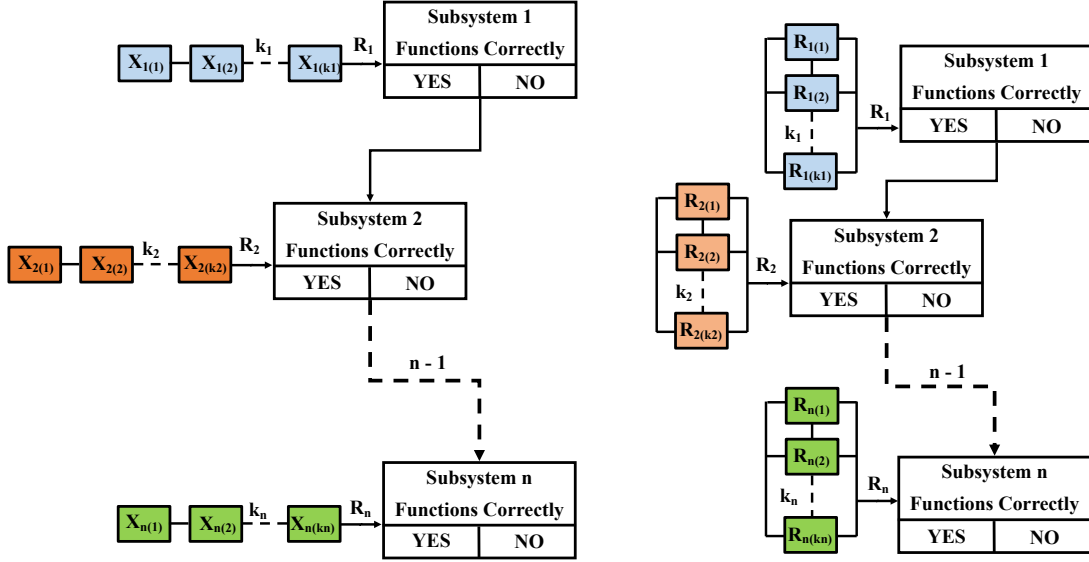 Subsystem 1
Functions Correctly
YES NO
X1(1) X1(2) k1 X1(k1) R1
Subsystem 2
Functions Correctly
YES NO
X2(1) X2(2) k2 X2(k2) R2
n - 1
Subsystem n
Functions Correctly
YES NO
Xn(1) Xn(2) kn Xn(kn) Rn
R1(1)
R1(2)
k1
R1(k1)
R1
Subsystem 1
Functions Correctly
YES NO
R2(1)
R2(2)
k2
R2(k2)
R2
Subsystem 2
Functions Correctly
YES NO
n - 1
Rn(1)
Rn(2)
kn
Rn(kn)
Rn
Subsystem n
Functions Correctly
YES NO